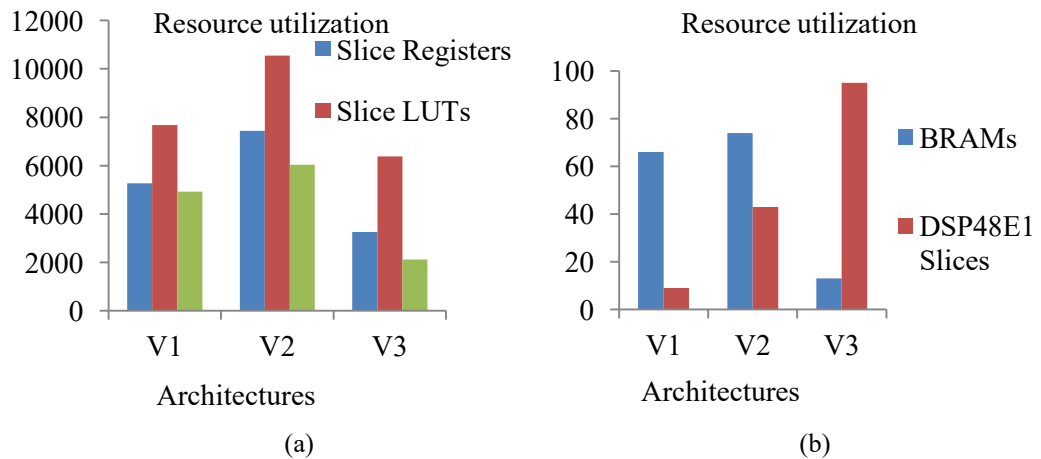 Resource utilization
12000
10000
8000
6000
4000
2000
0
Slice Registers
Slice LUTs
V1 V2 V3
Architectures
(a)
Resource utilization
100
80
60
40
20
0
BRAMs
DSP48E1
Slices
V1 V2 V3
Architectures
(b)